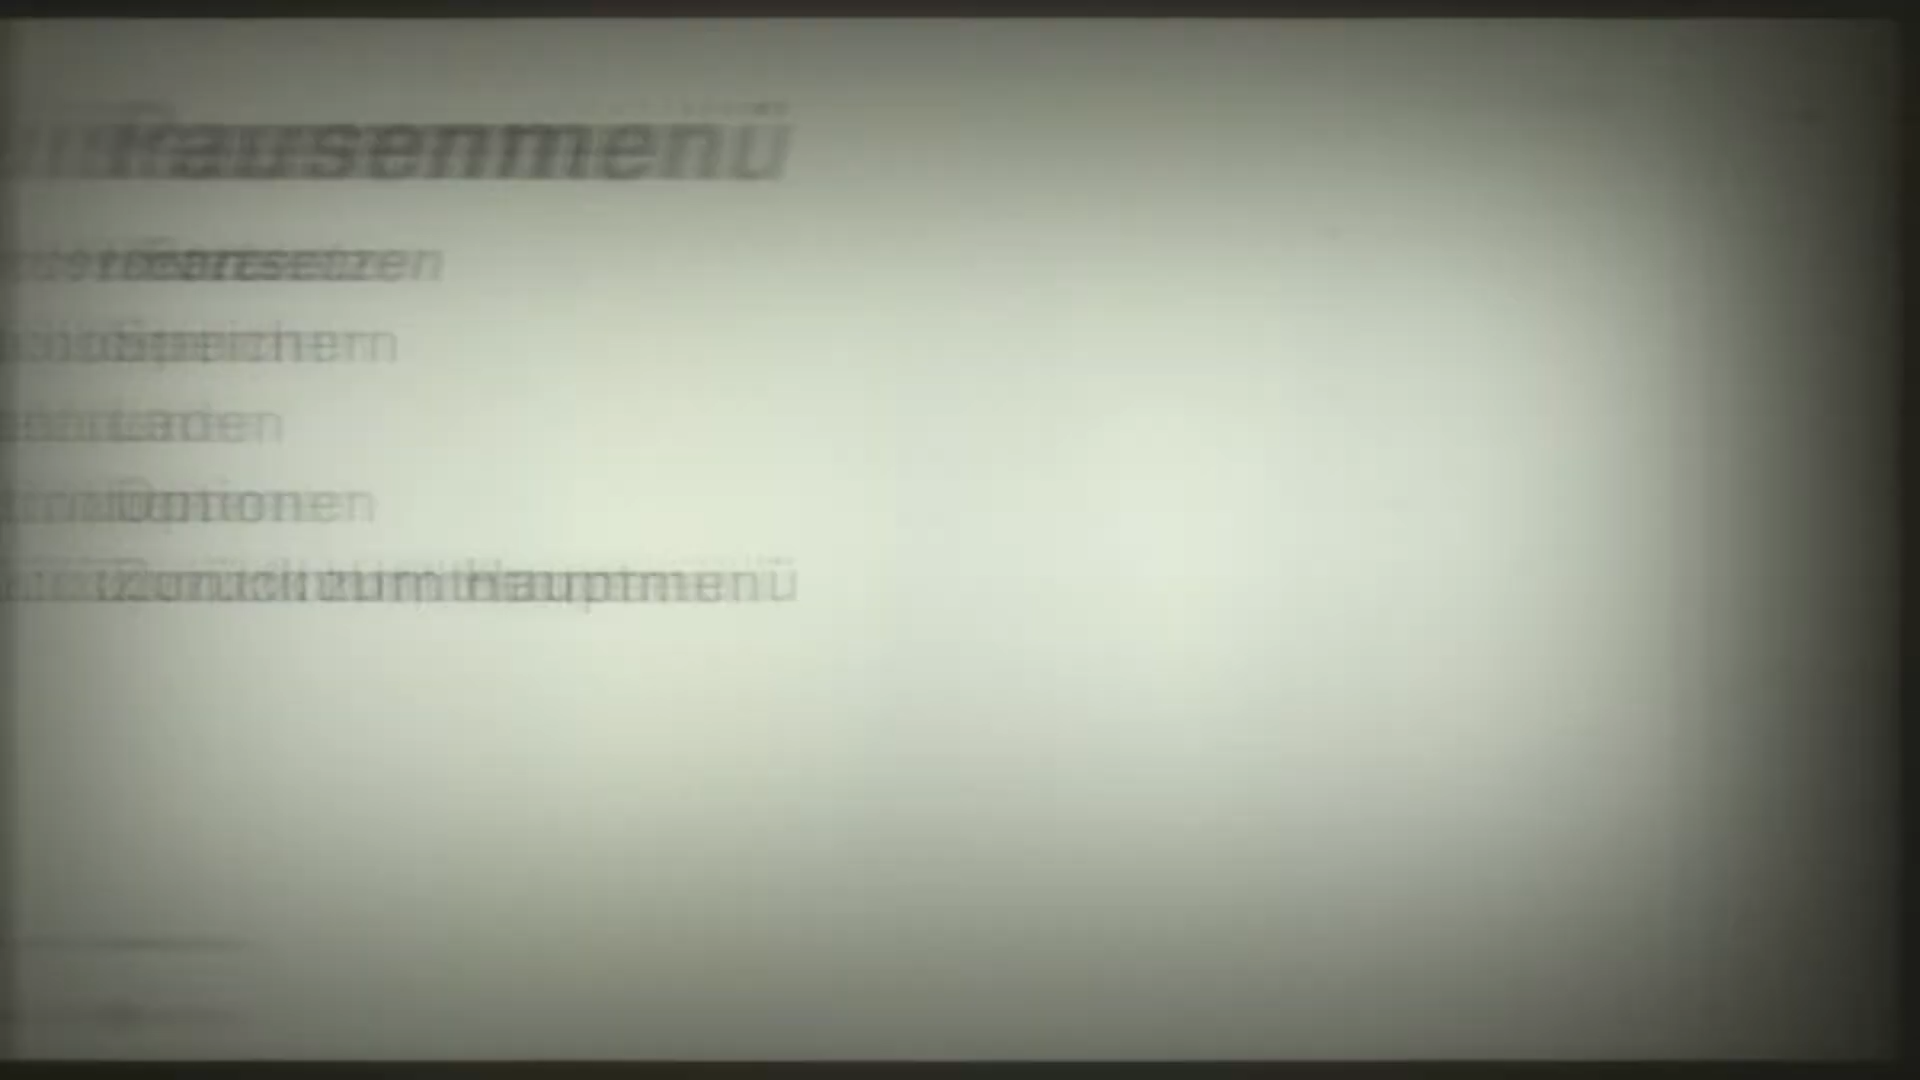 Pausenmenü
Fortsetzen
Speichern
Laden
Optionen
Zurück zum Hauptmenü